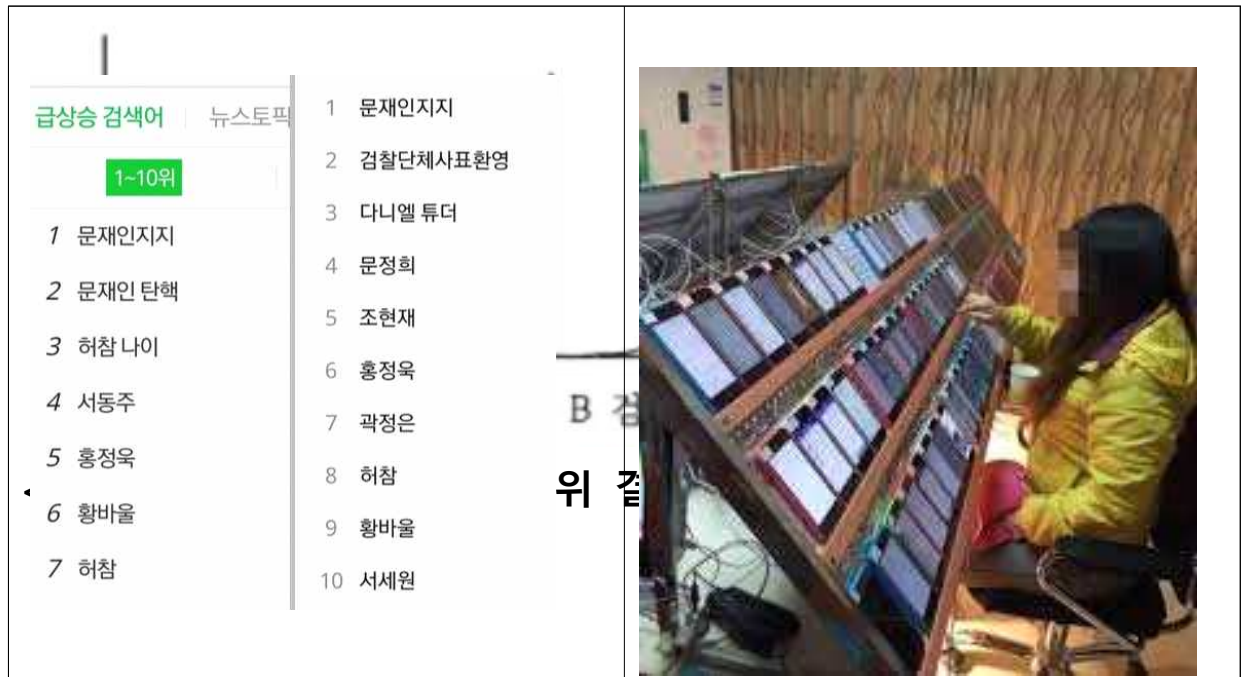 급상승 검색어 뉴스토픽
1~10위
1 문재인지지
2 문재인 탄핵
3 허참 나이
4 서동주
5 홍정욱
6 황바울
7 허참
1 문재인지지
2 검찰단체사표환영
3 다니엘 튜더
4 문정희
5 조현재
6 홍정욱
7 곽정은
8 허참
9 황바울
10 서세원
B 검
위